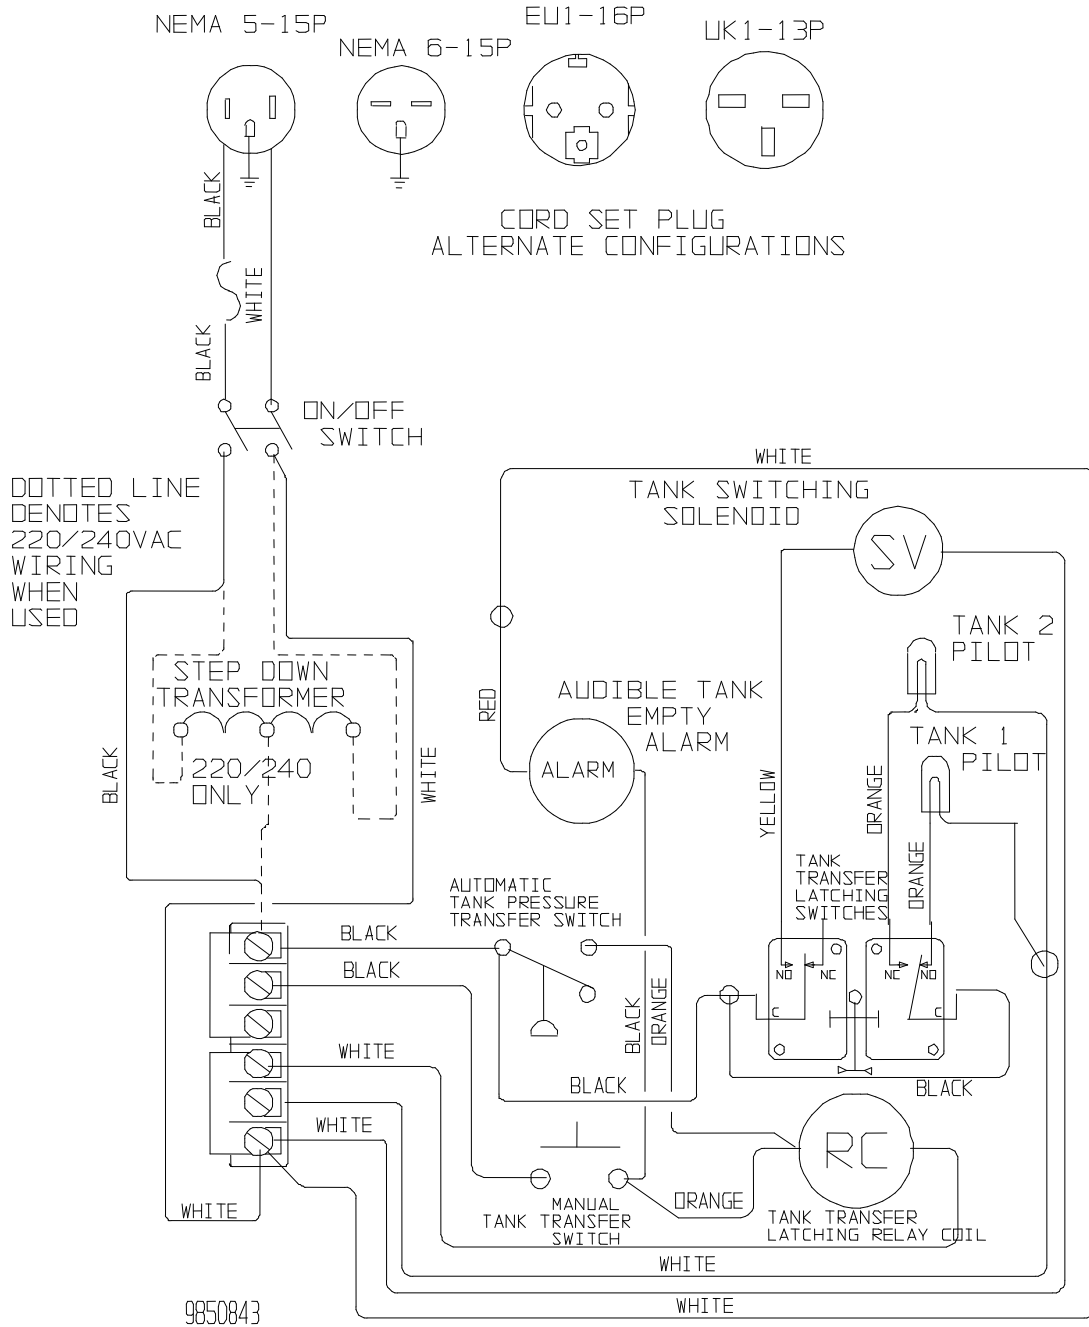 NEMA 5-15P
NEMA 6-15P
EU1-16P
UK1-13P
BLACK
WHITE
BLACK
CORD SET PLUG
ALTERNATE CONFIGURATIONS
ON/OFF
SWITCH
DOTTED LINE
DENOTES
220/240VAC
WIRING
WHEN
USED
WHITE
TANK SWITCHING
SOLENOID
SV
TANK 2
PILOT
STEP DOWN
TRANSFORMER
220/240
ONLY
BLACK
WHITE
RED
AUDIBLE TANK
EMPTY
ALARM
ALARM
TANK 1
PILOT
YELLOW
ORANGE
ORANGE
TANK
TRANSFER
LATCHING
SWITCHES
AUTOMATIC
TANK PRESSURE
TRANSFER SWITCH
BLACK
BLACK
NO
NC
NC
NO
C
C
BLACK
ORANGE
WHITE
BLACK
BLACK
WHITE
RC
WHITE
MANUAL
TANK TRANSFER
SWITCH
ORANGE
TANK TRANSFER
LATCHING RELAY COIL
WHITE
WHITE
9850843